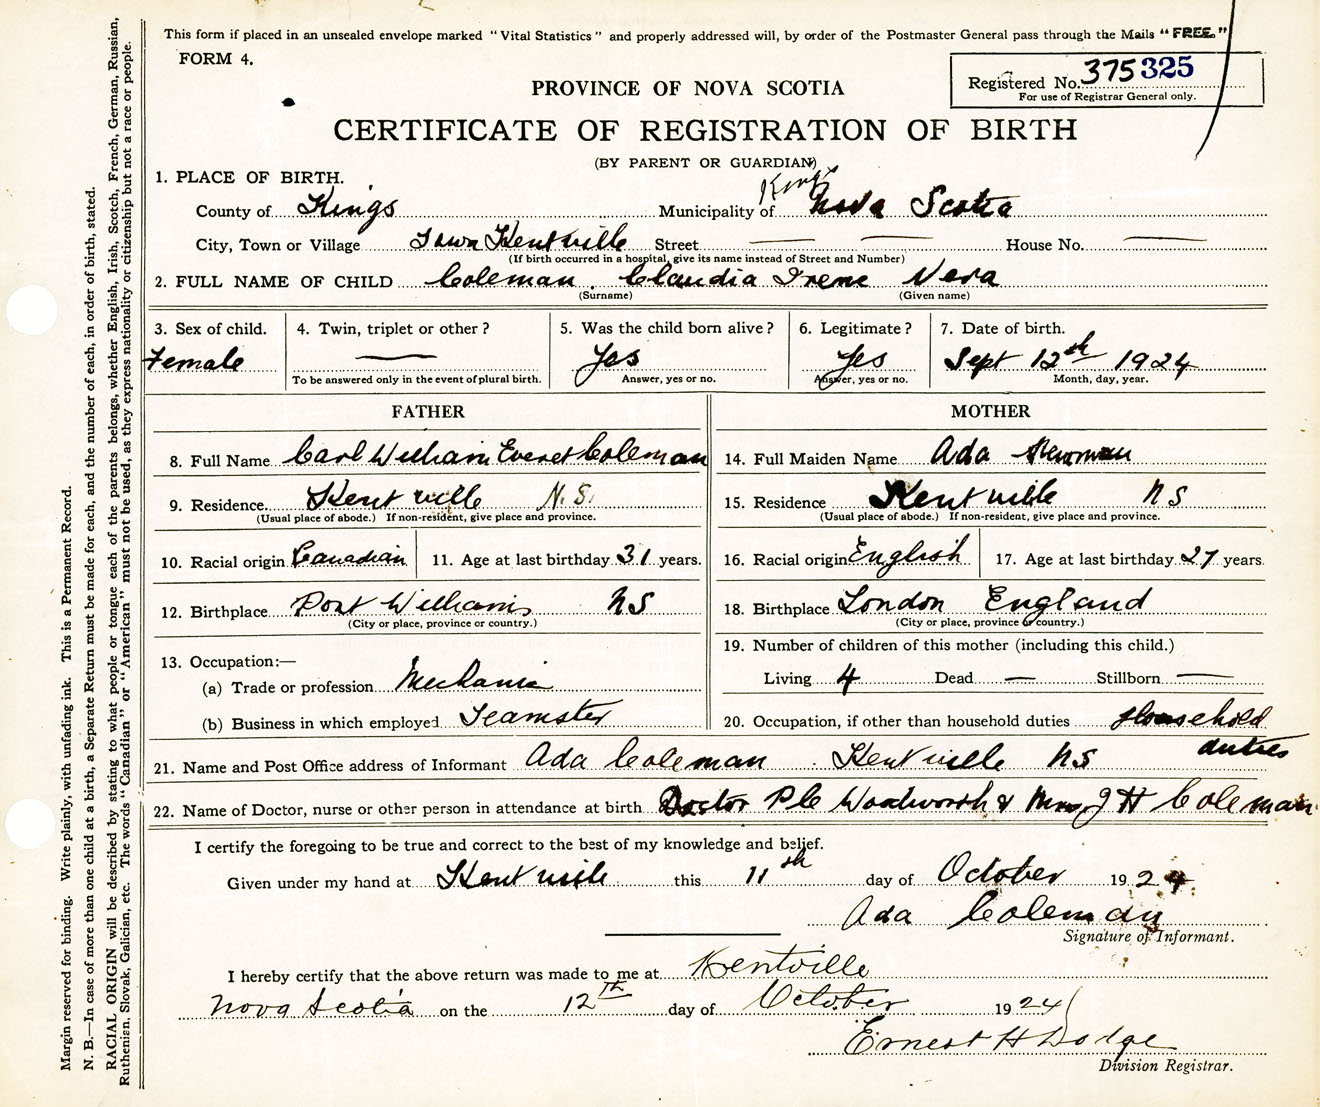 This form if placed in an unsealed envelope marked "Vital Statistics" and properly addressed will, by order of the Postmaster General pass through the Mails "FREE."
FORM 4.
Registered No. 375 325
For use of Registrar General only.
PROVINCE OF NOVA SCOTIA
CERTIFICATE OF REGISTRATION OF BIRTH
(BY PARENT OR GUARDIAN)
1. PLACE OF BIRTH.
Kings
County of Kings Municipality of Nova Scotia
City, Town or Village Town Kentville Street — — House No. —
(If birth occurred in a hospital, give its name instead of Street and Number)
2. FULL NAME OF CHILD Coleman. Claudia Irene Vera
(Surname) (Given name)
3. Sex of child. 4. Twin, triplet or other? 5. Was the child born alive? 6. Legitimate? 7. Date of birth.
Female — Yes Yes Sept 12th 1924
To be answered only in the event of plural birth. Answer, yes or no. Answer, yes or no. Month, day, year.
FATHER
8. Full Name Carl William Everet Coleman
9. Residence Kentville N.S.
(Usual place of abode.) If non-resident, give place and province.
10. Racial origin Canadian 11. Age at last birthday 31 years.
12. Birthplace Port Williams NS
(City or place, province or country.)
13. Occupation:—
(a) Trade or profession Mechanic
(b) Business in which employed Teamster
MOTHER
14. Full Maiden Name Ada Newman
15. Residence Kentville NS
(Usual place of abode.) If non-resident, give place and province.
16. Racial origin English 17. Age at last birthday 27 years.
18. Birthplace London England
(City or place, province or country.)
19. Number of children of this mother (including this child.)
Living 4 Dead — Stillborn —
20. Occupation, if other than household duties Household
duties
21. Name and Post Office address of Informant Ada Coleman. Kentville NS
22. Name of Doctor, nurse or other person in attendance at birth Doctor Woodworth & Mrs J H Coleman
I certify the foregoing to be true and correct to the best of my knowledge and belief.
Given under my hand at Kentville this 11th day of October 1924
Ada Coleman
Signature of Informant.
I hereby certify that the above return was made to me at Kentville
Nova Scotia on the 12TH day of October 1924
Ernest H Dodge
Division Registrar.
Margin reserved for binding. Write plainly, with unfading ink. This is a Permanent Record.
N. B.—In case of more than one child at a birth, a Separate Return must be made for each, and the number of each, in order of birth, stated.
RACIAL ORIGIN will be described by stating to what people or tongue each of the parents belongs, whether English, Irish, Scotch, French, German, Russian,
Ruthenian, Slovak, Galician, etc. The words "Canadian" or "American" must not be used, as they express nationality or citizenship but not a race or people.